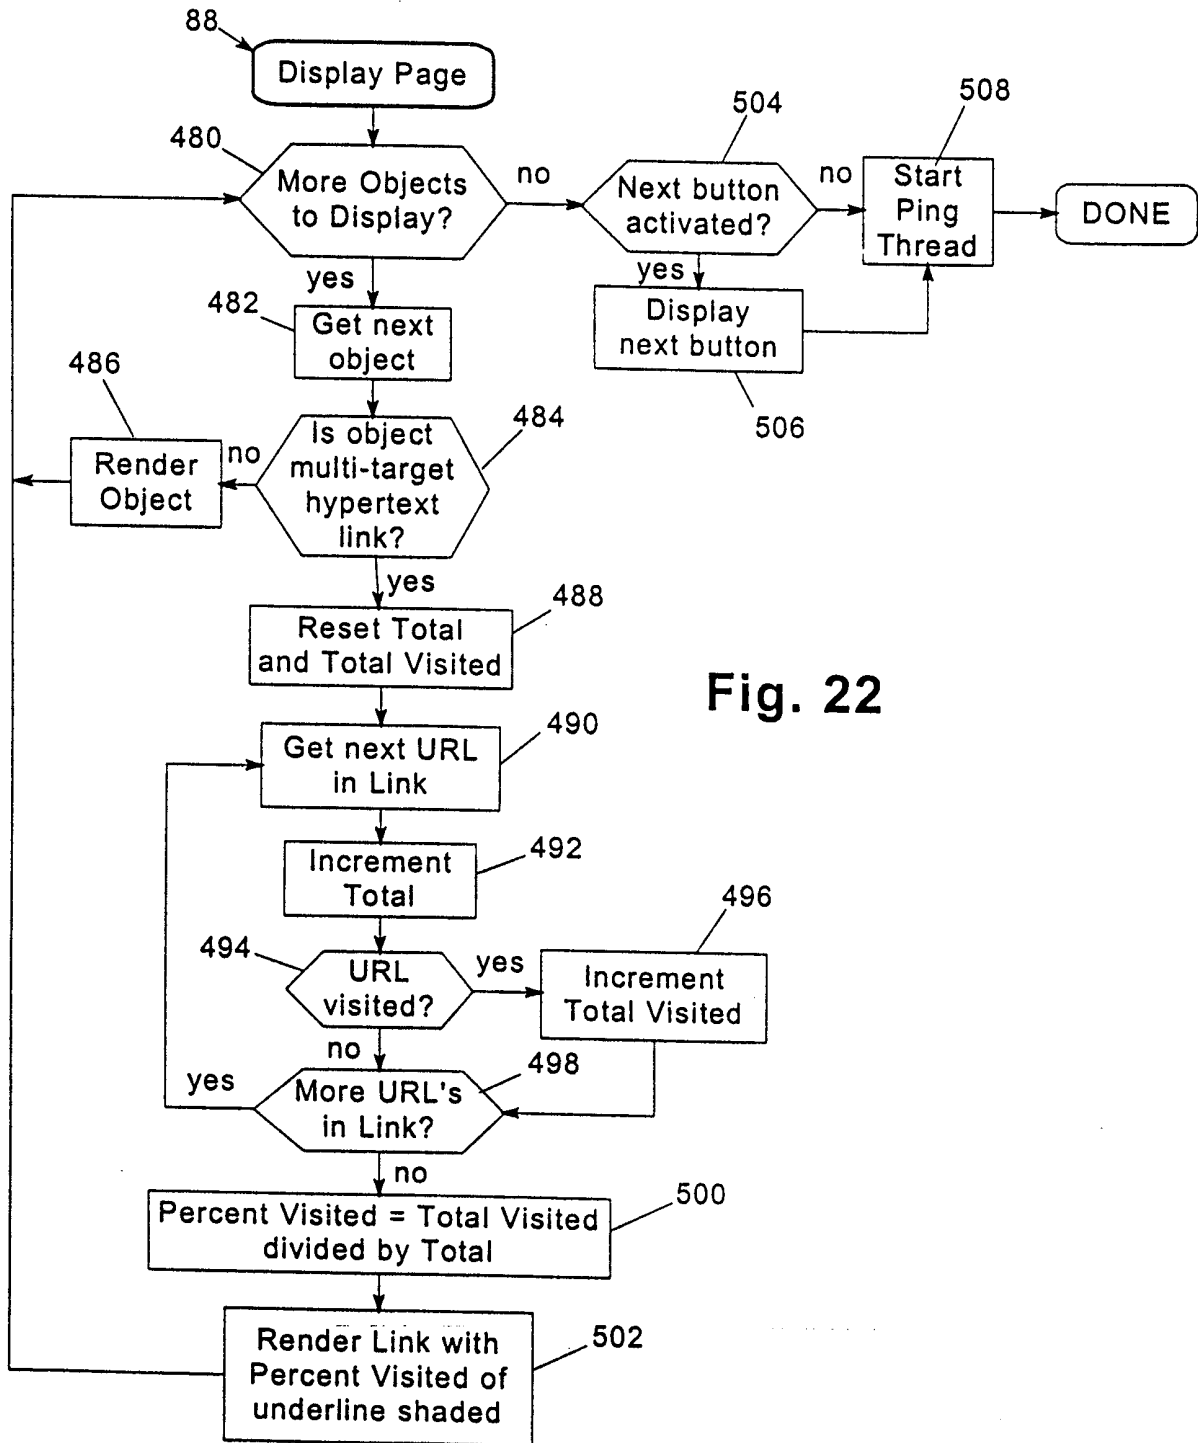 88
Display Page
480
More Objects
to Display?
no
504
Next button
activated?
no
508
Start
Ping
Thread
DONE
yes
yes
482
Get next
object
Display
next button
506
486
Render
Object
no
Is object
multi-target
hypertext
link?
484
yes
488
Reset Total
and Total Visited
Fig. 22
490
Get next URL
in Link
492
Increment
Total
494
URL
visited?
yes
496
Increment
Total Visited
no
yes
More URL's
in Link?
498
no
500
Percent Visited = Total Visited
divided by Total
502
Render Link with
Percent Visited of
underline shaded